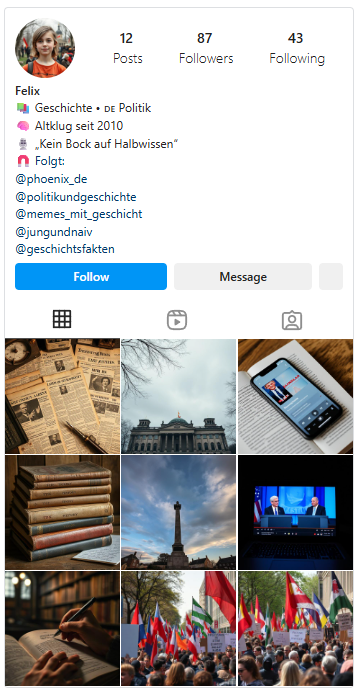 12
87
43
Posts
Followers
Following
Felix
Geschichte • DE Politik
Altklug seit 2010
„Kein Bock auf Halbwissen“
Folgt:
@phoenix_de
@politikundgeschichte
@memes_mit_geschicht
@jungundnaiv
@geschichtsfakten
Follow
Message